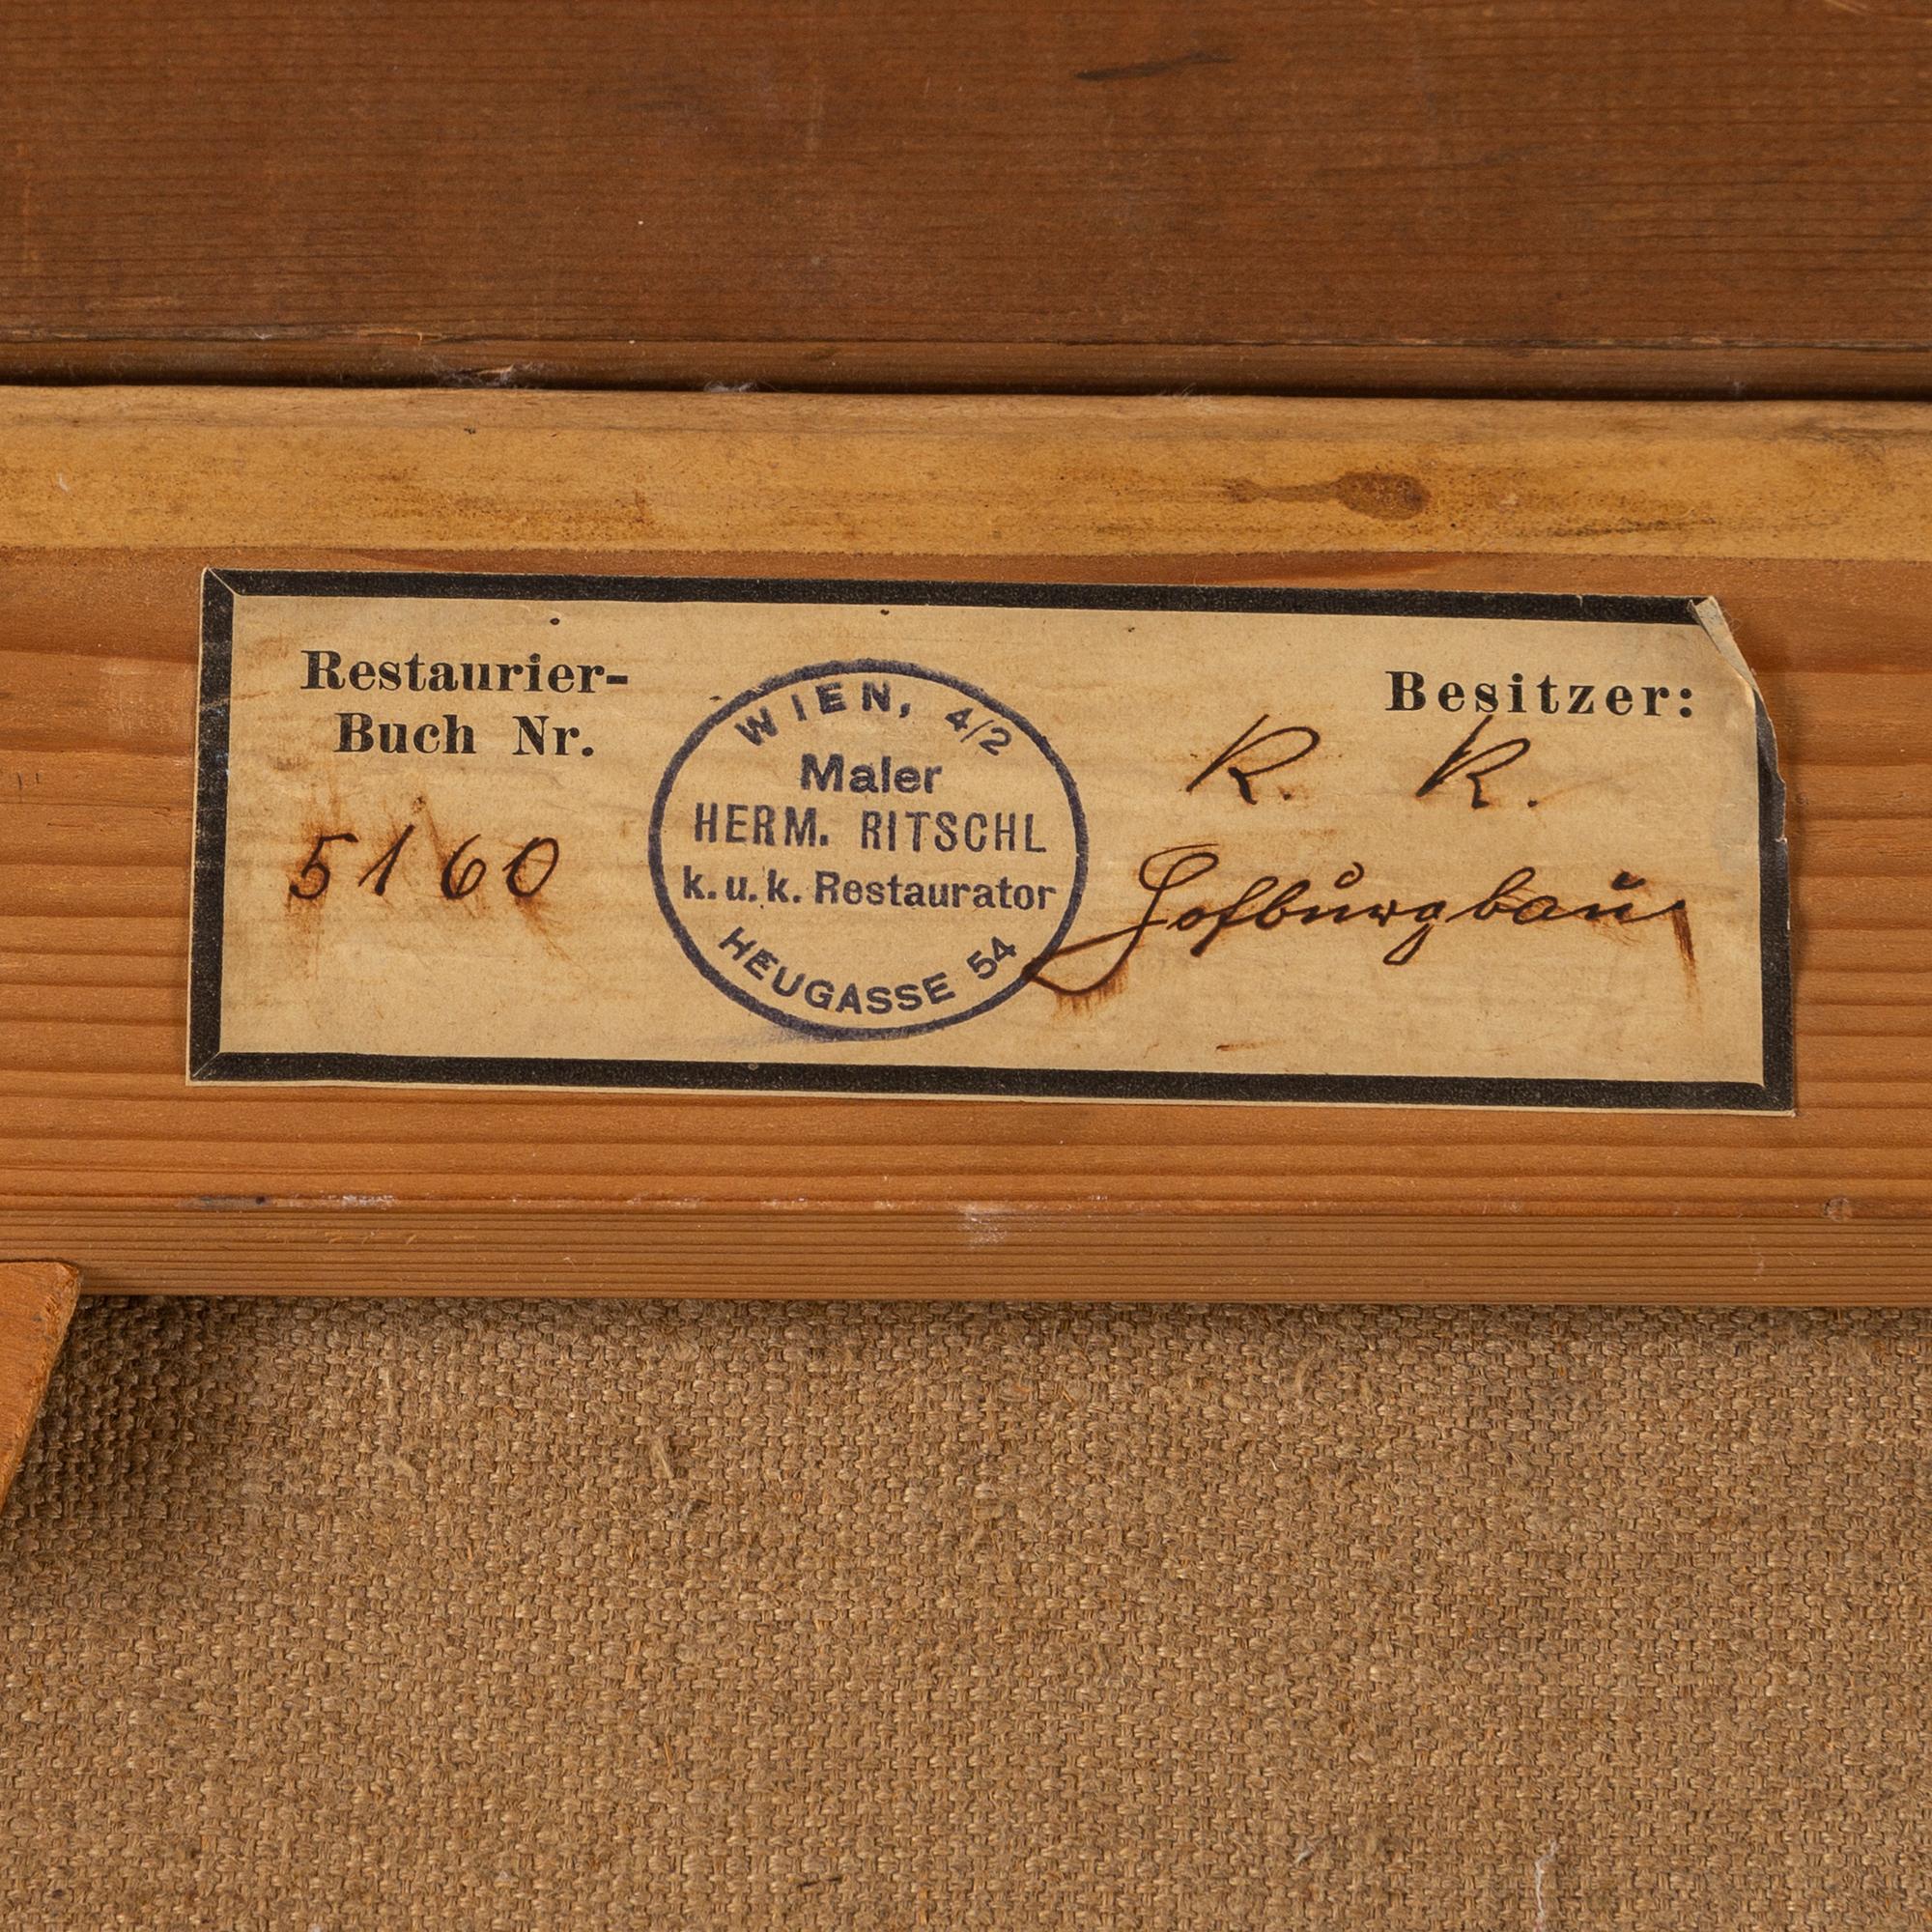 Restaurier-
Buch Nr.
5160
WIEN, 4/2
Maler
HERM. RITSCHL
k. u. k. Restaurator
HEUGASSE 54
Besitzer:
K. K.
Hofburgbau